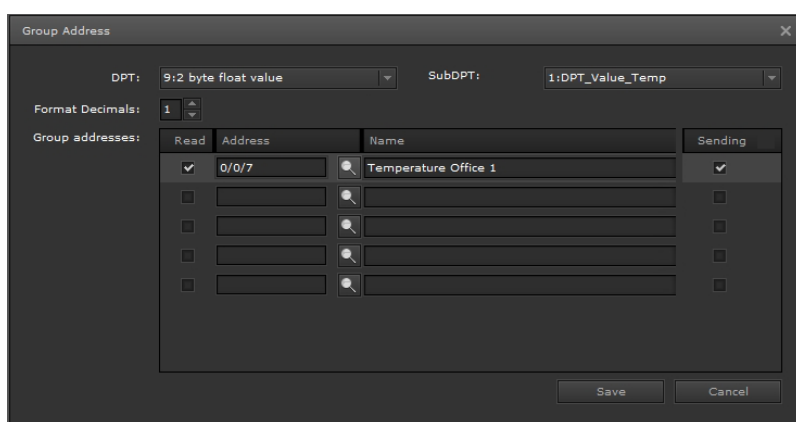 Group Address
DPT: 9:2 byte float value SubDPT: 1:DPT_Value_Temp
Format Decimals: 1
Group addresses: Read Address Name Sending
0/0/7 Temperature Office 1
Save Cancel